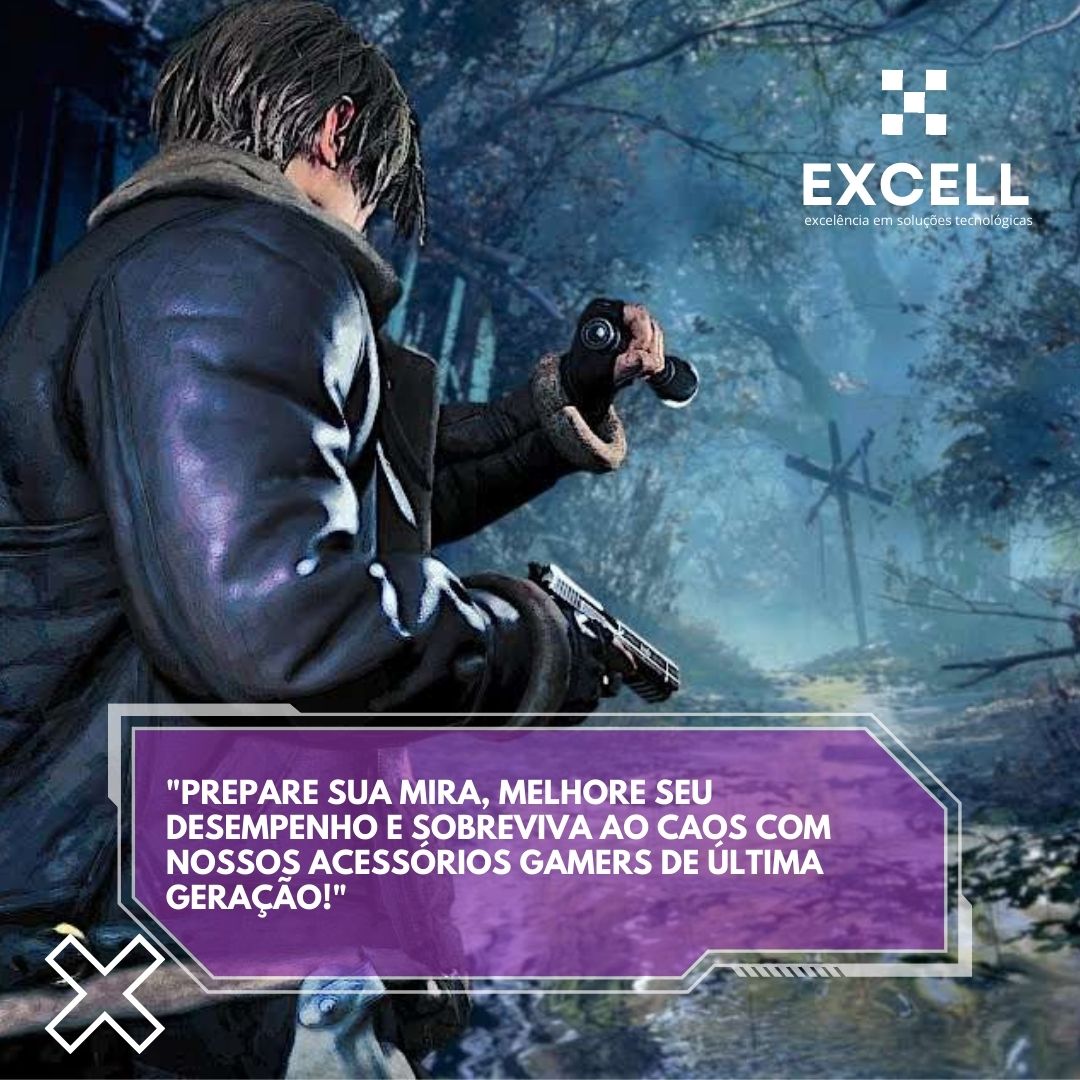 EXCELL
excelência em soluções tecnológicas
"PREPARE SUA MIRA, MELHORE SEU
DESEMPENHO E SOBREVIVA AO CAOS COM
NOSSOS ACESSÓRIOS GAMERS DE ÚLTIMA
GERAÇÃO!"